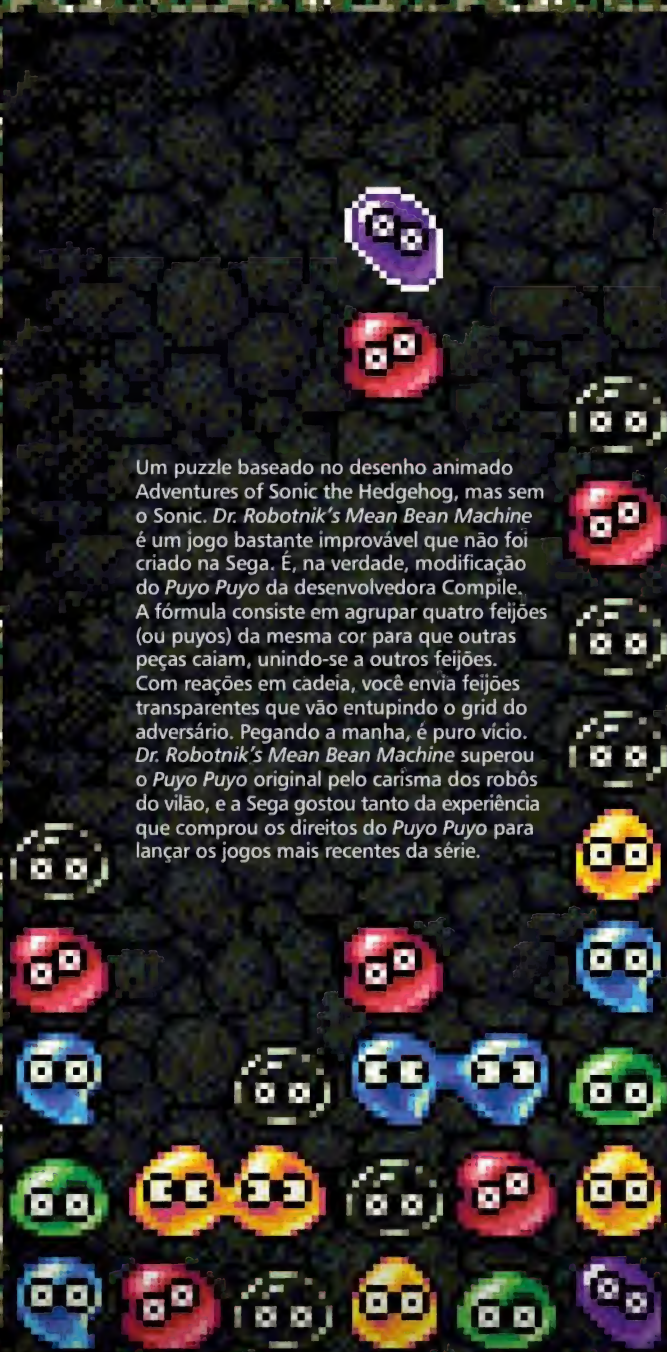 Um puzzle baseado no desenho animado
Adventures of Sonic the Hedgehog, mas sem
o Sonic. Dr. Robotnik's Mean Bean Machine
é um jogo bastante improvável que não foi
criado na Sega. É, na verdade, modificação
do Puyo Puyo da desenvolvedora Compile.
A fórmula consiste em agrupar quatro feijões
(ou puyos) da mesma cor para que outras
peças caiam, unindo-se a outros feijões.
Com reações em cadeia, você envia feijões
transparentes que vão entupindo o grid do
adversário. Pegando a manha, é puro vício.
Dr. Robotnik's Mean Bean Machine superou
o Puyo Puyo original pelo carisma dos robôs
do vilão, e a Sega gostou tanto da experiência
que comprou os direitos do Puyo Puyo para
lançar os jogos mais recentes da série.